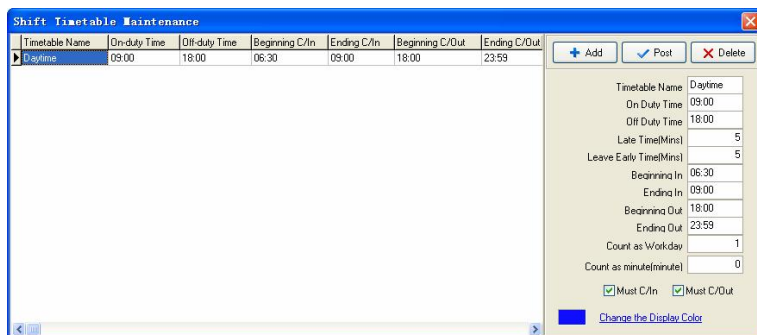 Shift Timetable Maintenance
Timetable Name On-duty Time Off-duty Time Beginning C/In Ending C/In Beginning C/Out Ending C/Out
Daytime 09:00 18:00 06:30 09:00 18:00 23:59
Add Post Delete
Timetable Name Daytime
On Duty Time 09:00
Off Duty Time 18:00
Late Time(Mins) 5
Leave Early Time(Mins) 5
Beginning In 06:30
Ending In 09:00
Beginning Out 18:00
Ending Out 23:59
Count as Workday 1
Count as minute(minute) 0
Must C/In Must C/Out
Change the Display Color